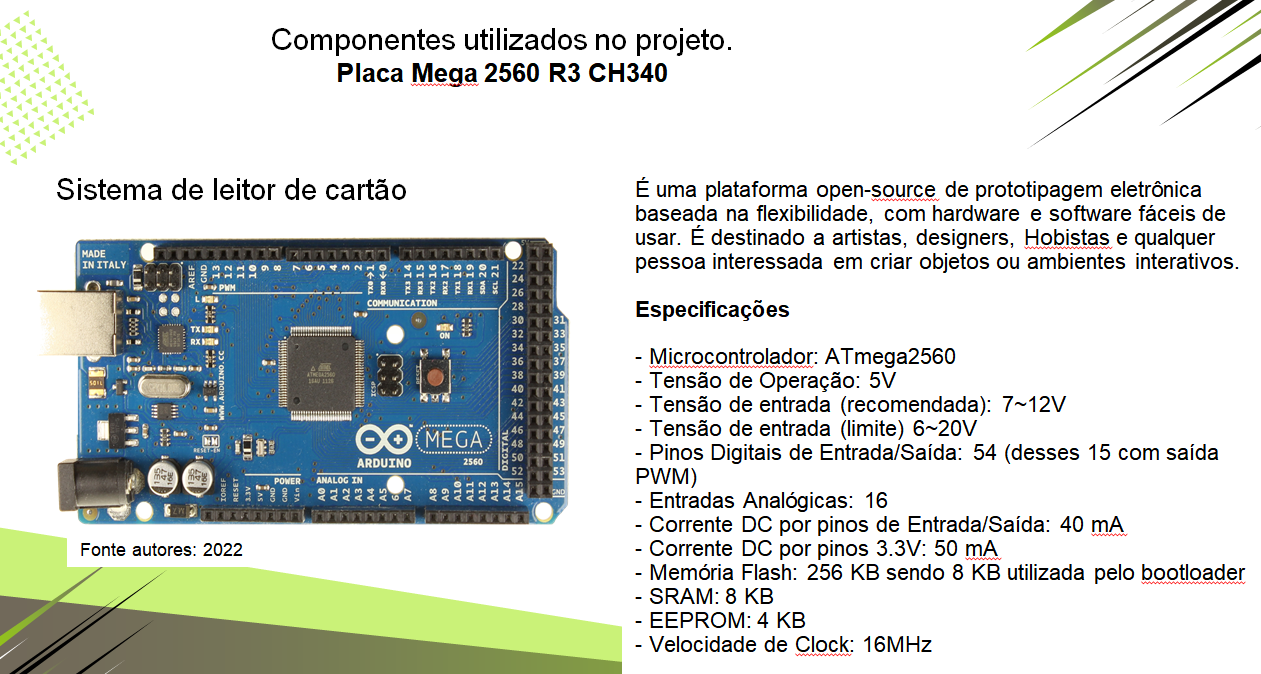 Componentes utilizados no projeto.
Placa Mega 2560 R3 CH340
Sistema de leitor de cartão
MADE
IN ITALY
AREF
GND
13
12
11
10
9
8
7
6
5
4
3
2
TX0→1
RX0←0
TX3 14
RX3 15
TX2 16
RX2 17
TX1 18
RX1 19
SDA 20
SCL 21
PWM
COMMUNICATION
L
TX
RX
ON
WWW.ARDUINO.CC
ATMEGA2560
ICSP
RESET
RESET-EN
ARDUINO
MEGA
2560
DIGITAL
22
24
26
28
30
32
34
36
38
40
42
44
46
48
50
52
31
33
35
37
39
41
43
45
47
49
51
53
GND
POWER
ANALOG IN
IOREF
RESET
3.3V
5V
GND
GND
Vin
A0
A1
A2
A3
A4
A5
A6
A7
A8
A9
A10
A11
A12
A13
A14
A15
Fonte autores: 2022
É uma plataforma open-source de prototipagem eletrônica
baseada na flexibilidade, com hardware e software fáceis de
usar. É destinado a artistas, designers, Hobistas e qualquer
pessoa interessada em criar objetos ou ambientes interativos.
Especificações
- Microcontrolador: ATmega2560
- Tensão de Operação: 5V
- Tensão de entrada (recomendada): 7~12V
- Tensão de entrada (limite) 6~20V
- Pinos Digitais de Entrada/Saída: 54 (desses 15 com saída
PWM)
- Entradas Analógicas: 16
- Corrente DC por pinos de Entrada/Saída: 40 mA
- Corrente DC por pinos 3.3V: 50 mA
- Memória Flash: 256 KB sendo 8 KB utilizada pelo bootloader
- SRAM: 8 KB
- EEPROM: 4 KB
- Velocidade de Clock: 16MHz